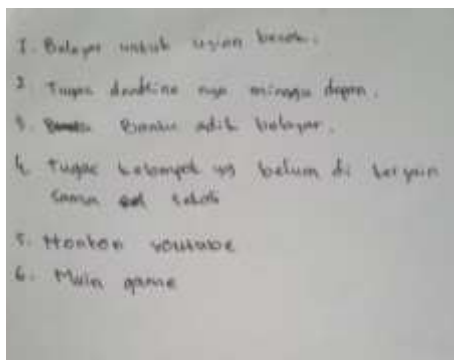 1. Belajar untuk ujian besok.
2. Tugas deadline nya minggu depan.
3. Bantu adik belajar.
4. Tugas kelompok yg belum di kerjain
sama
5. Nonton youtube
6. Main game